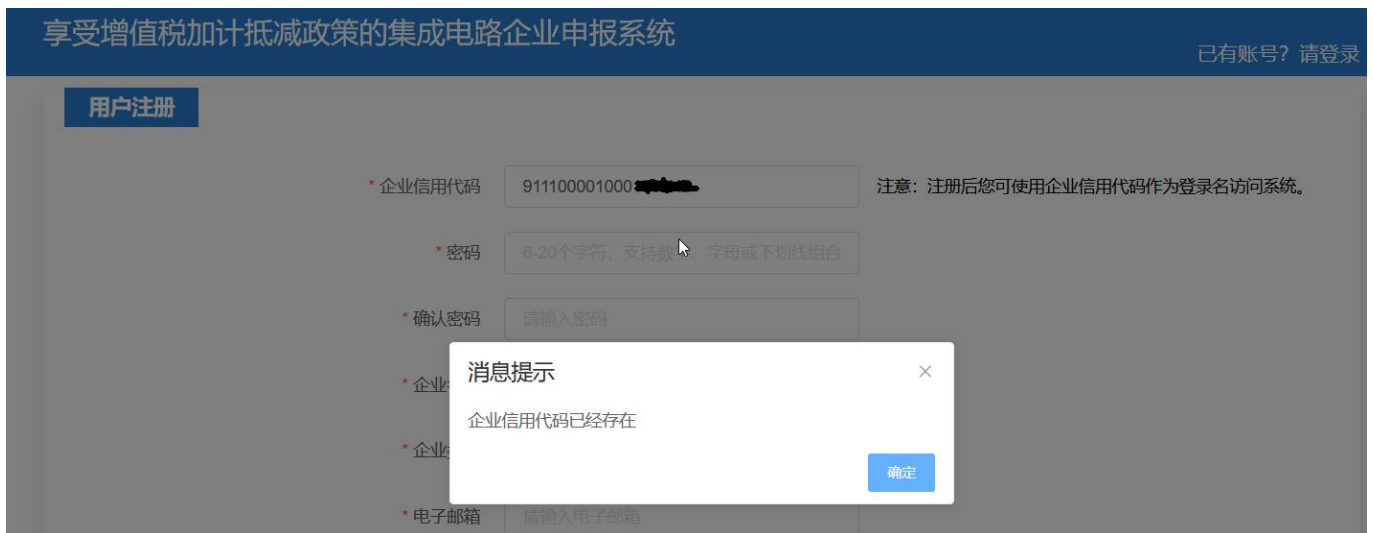 享受增值税加计抵减政策的集成电路企业申报系统
已有账号？请登录
用户注册
* 企业信用代码 911100001000 注意：注册后您可使用企业信用代码作为登录名访问系统。
* 密码 6-20个字符，支持数 、字母或下划线组合
* 确认密码 请输入密码
消息提示
* 企业
企业信用代码已经存在
* 企业
确定
* 电子邮箱 请输入电子邮箱